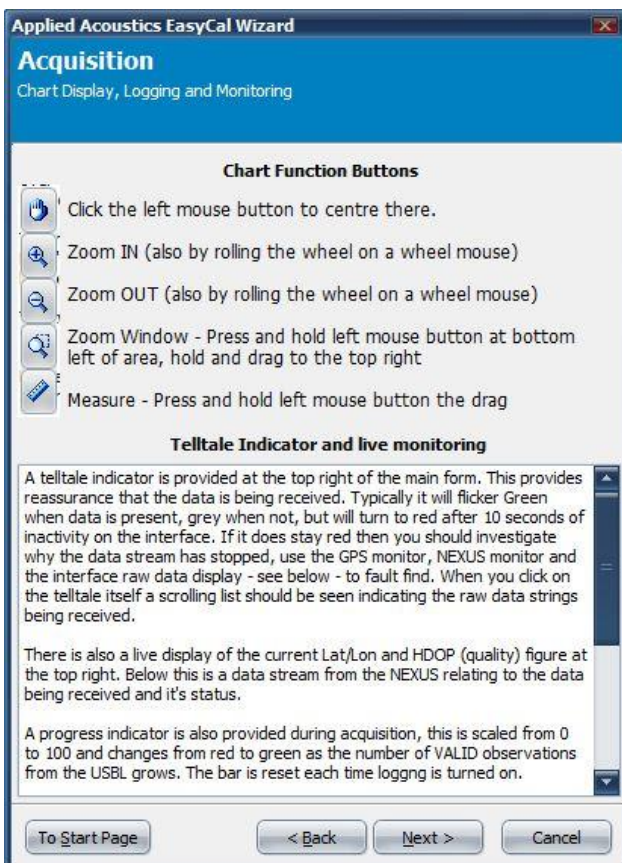 Applied Acoustics EasyCal Wizard
Acquisition
Chart Display, Logging and Monitoring
Chart Function Buttons
Click the left mouse button to centre there.
Zoom IN (also by rolling the wheel on a wheel mouse)
Zoom OUT (also by rolling the wheel on a wheel mouse)
Zoom Window - Press and hold left mouse button at bottom
left of area, hold and drag to the top right
Measure - Press and hold left mouse button the drag
Telltale Indicator and live monitoring
A telltale indicator is provided at the top right of the main form. This provides
reassurance that the data is being received. Typically it will flicker Green
when data is present, grey when not, but will turn to red after 10 seconds of
inactivity on the interface. If it does stay red then you should investigate
why the data stream has stopped, use the GPS monitor, NEXUS monitor and
the interface raw data display - see below - to fault find. When you click on
the telltale itself a scrolling list should be seen indicating the raw data strings
being received.
There is also a live display of the current Lat/Lon and HDOP (quality) figure at
the top right. Below this is a data stream from the NEXUS relating to the data
being received and it's status.
A progress indicator is also provided during acquisition, this is scaled from 0
to 100 and changes from red to green as the number of VALID observations
from the USBL grows. The bar is reset each time loggng is turned on.
To Start Page
< Back
Next >
Cancel